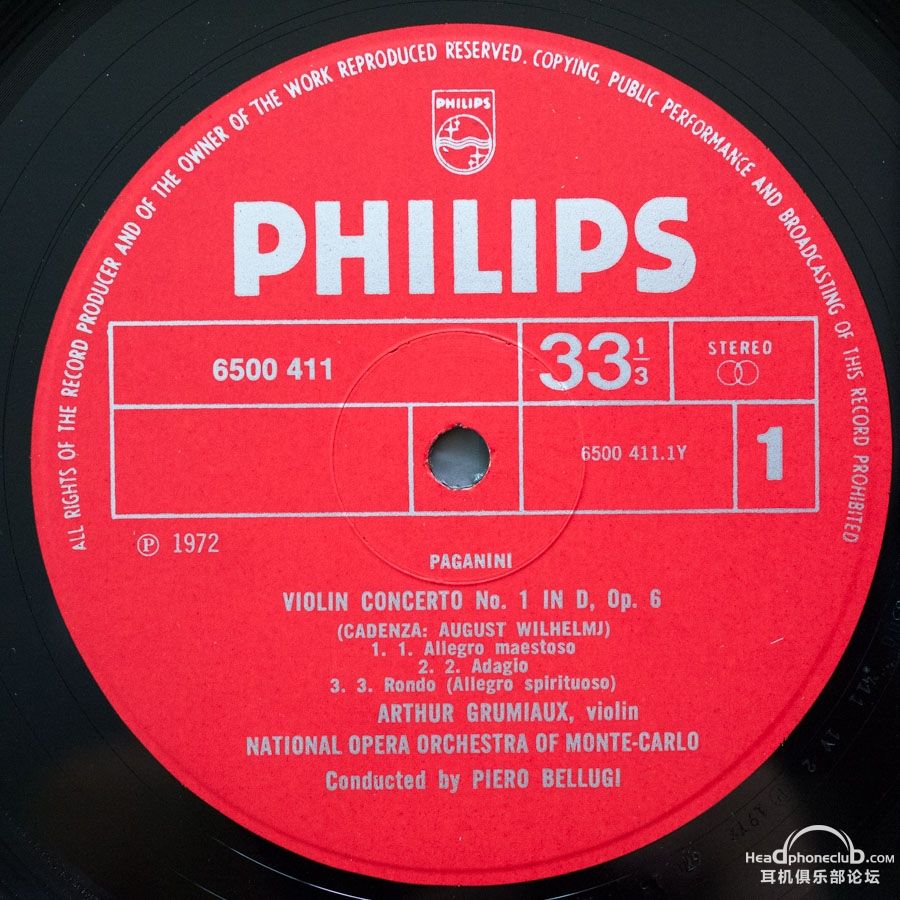 ALL RIGHTS OF THE RECORD PRODUCER AND OF THE OWNER OF THE WORK REPRODUCED RESERVED. COPYING, PUBLIC PERFORMANCE AND BROADCASTING OF THIS RECORD PROHIBITED
PHILIPS
PHILIPS
6500 411
33 1/3
STEREO
6500 411.1Y
1
Ⓟ 1972
PAGANINI
VIOLIN CONCERTO No. 1 IN D, Op. 6
(CADENZA: AUGUST WILHELMJ)
1. 1. Allegro maestoso
2. 2. Adagio
3. 3. Rondo (Allegro spirituoso)
ARTHUR GRUMIAUX, violin
NATIONAL OPERA ORCHESTRA OF MONTE-CARLO
Conducted by PIERO BELLUGI
Headphoneclub.com
耳机俱乐部论坛